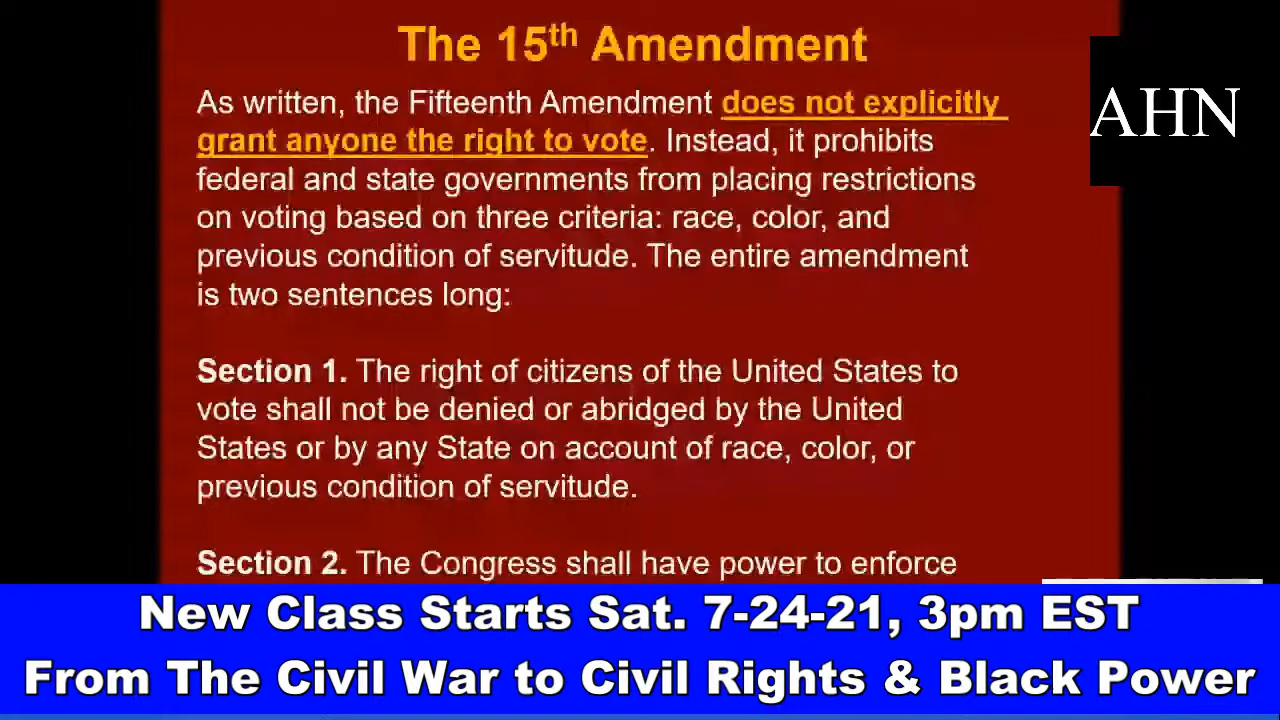 The 15th Amendment
AHN
As written, the Fifteenth Amendment does not explicitly
grant anyone the right to vote. Instead, it prohibits
federal and state governments from placing restrictions
on voting based on three criteria: race, color, and
previous condition of servitude. The entire amendment
is two sentences long:
Section 1. The right of citizens of the United States to
vote shall not be denied or abridged by the United
States or by any State on account of race, color, or
previous condition of servitude.
Section 2. The Congress shall have power to enforce
New Class Starts Sat. 7-24-21, 3pm EST
From The Civil War to Civil Rights & Black Power